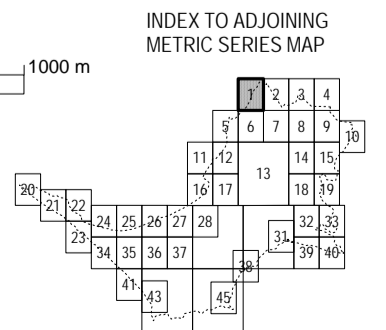 INDEX TO ADJOINING
METRIC SERIES MAP
1000 m
1 2 3 4
5 6 7 8 9 10
11 12 13 14 15
16 17 18 19
20 21 22
23 24 25 26 27 28 31 32 33
34 35 36 37 38 39 40
41 43 45